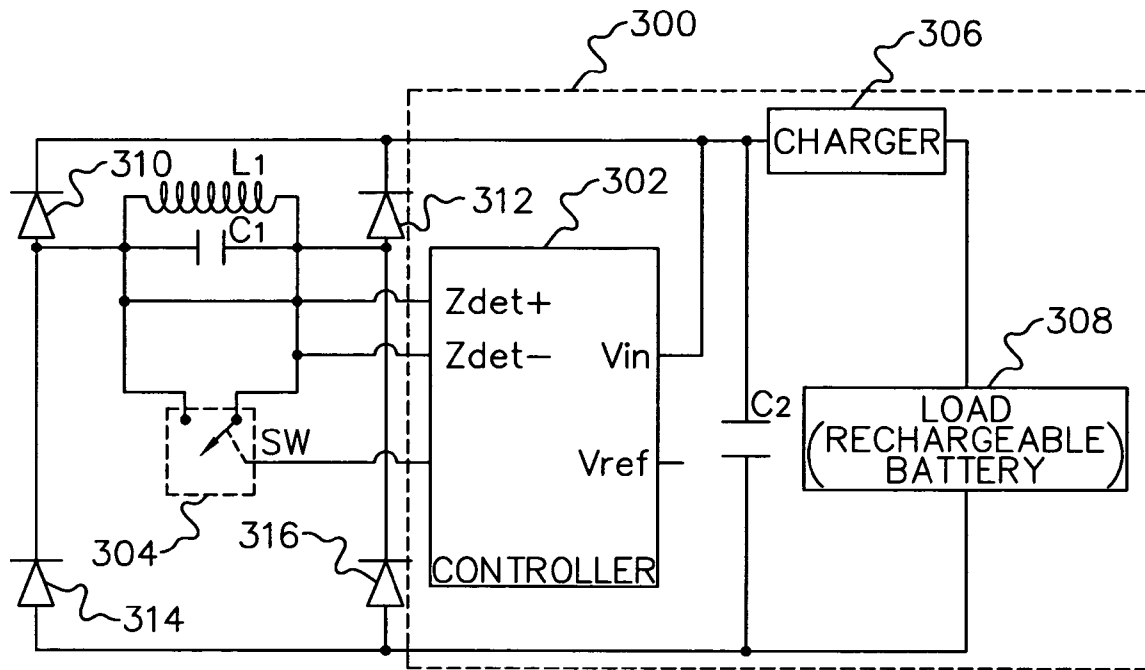 300
306
CHARGER
310
L1
302
312
C1
Zdet+
Zdet−
Vin
308
C2
LOAD
(RECHARGEABLE)
BATTERY
SW
Vref
304
316
CONTROLLER
314